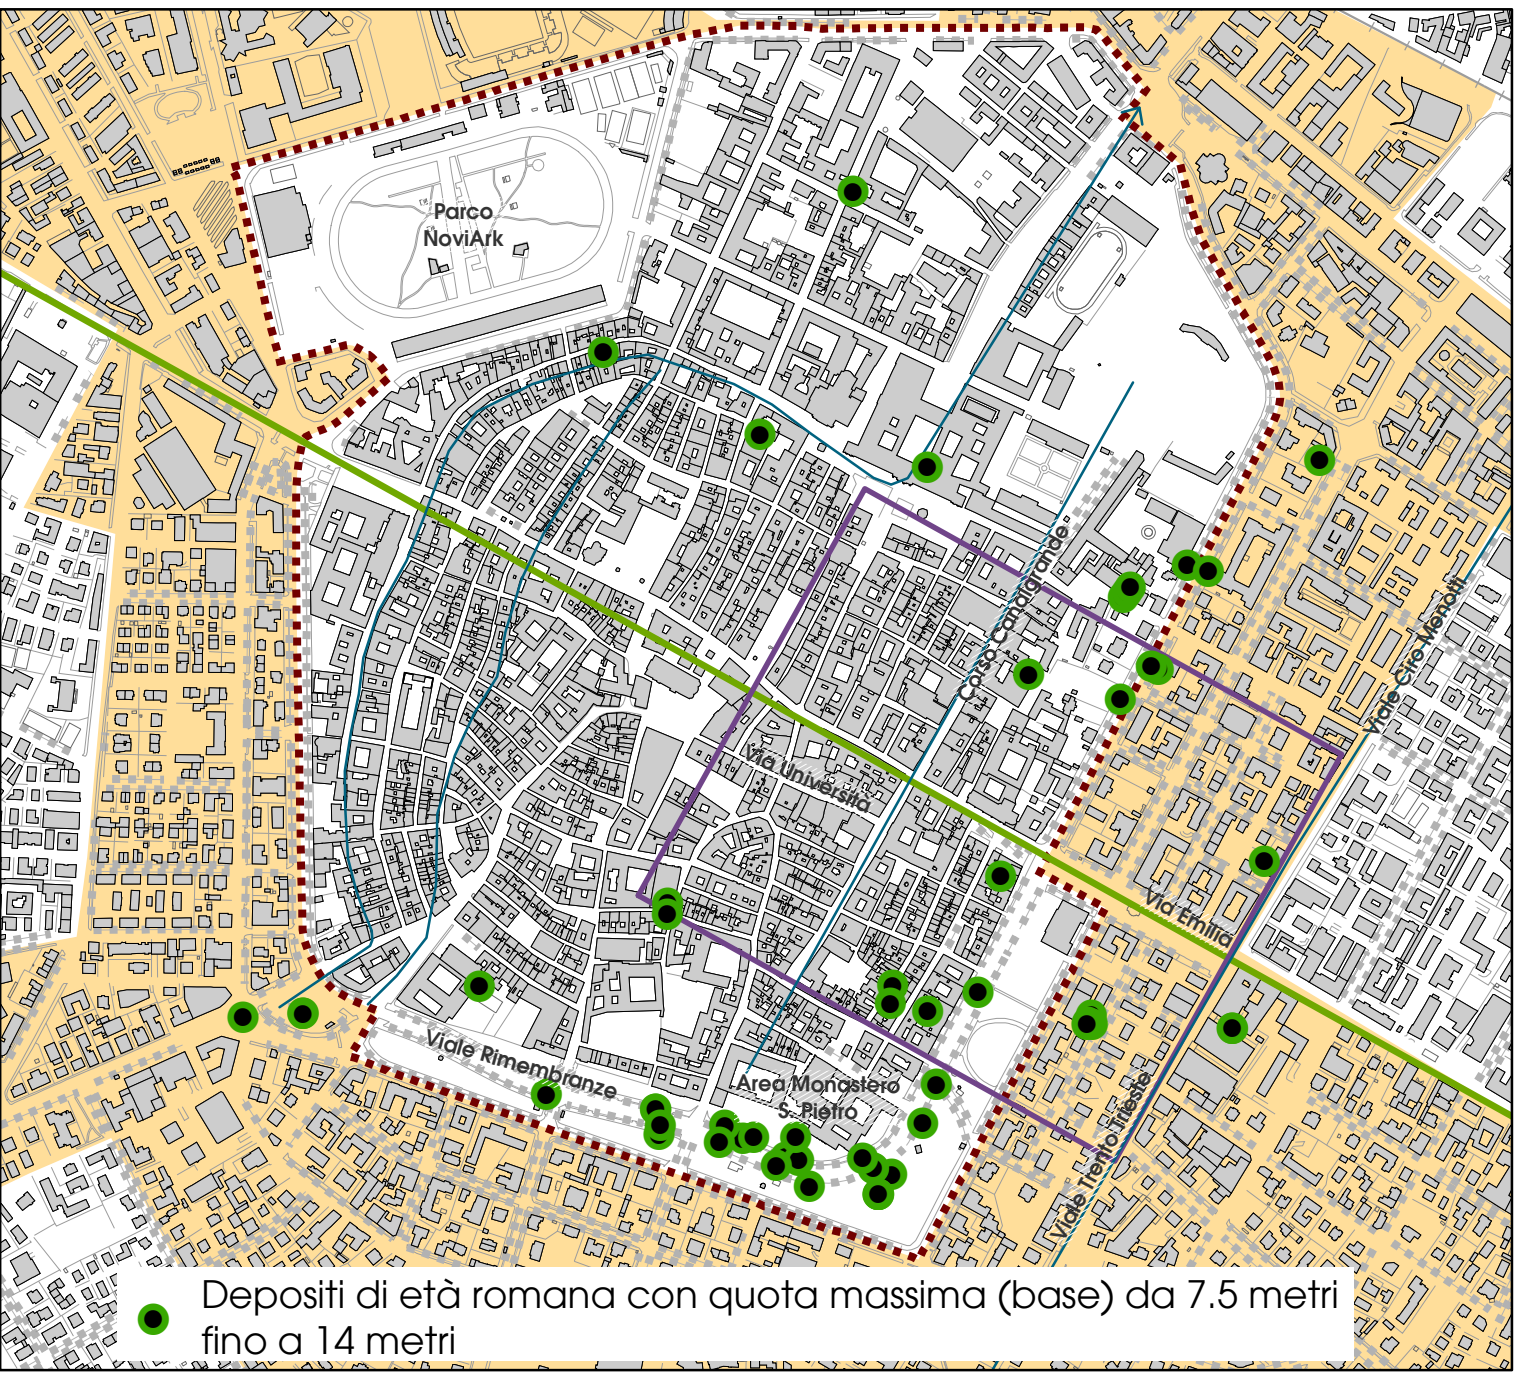 Parco
NoviArk
Corso Canalgrande
Viale Ciro Menotti
Via Università
Via Emilia
Viale Rimembranze
Area Monastero
S. Pietro
Viale Trento Trieste
Depositi di età romana con quota massima (base) da 7.5 metri
fino a 14 metri